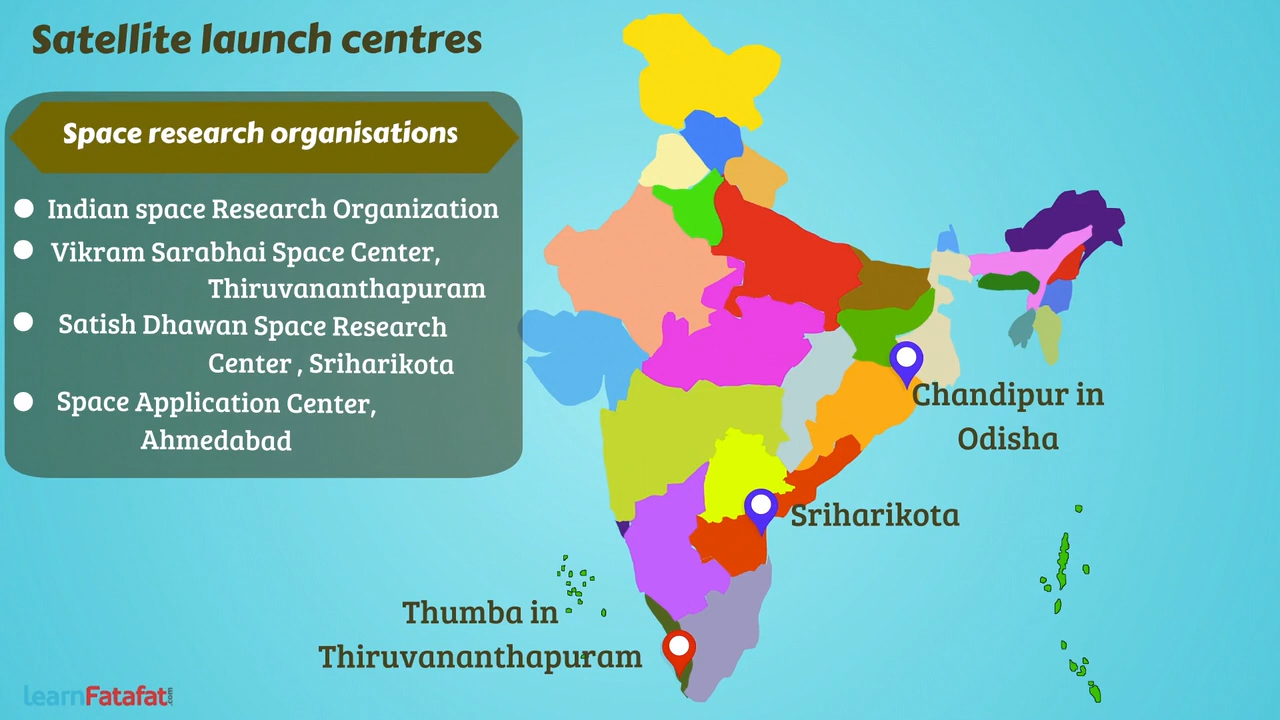 Satellite launch centres
Space research organisations
Indian space Research Organization
Vikram Sarabhai Space Center,
Thiruvananthapuram
Satish Dhawan Space Research
Center , Sriharikota
Space Application Center,
Ahmedabad
Chandipur in
Odisha
Sriharikota
Thumba in
Thiruvananthapuram
learnFatafat.com